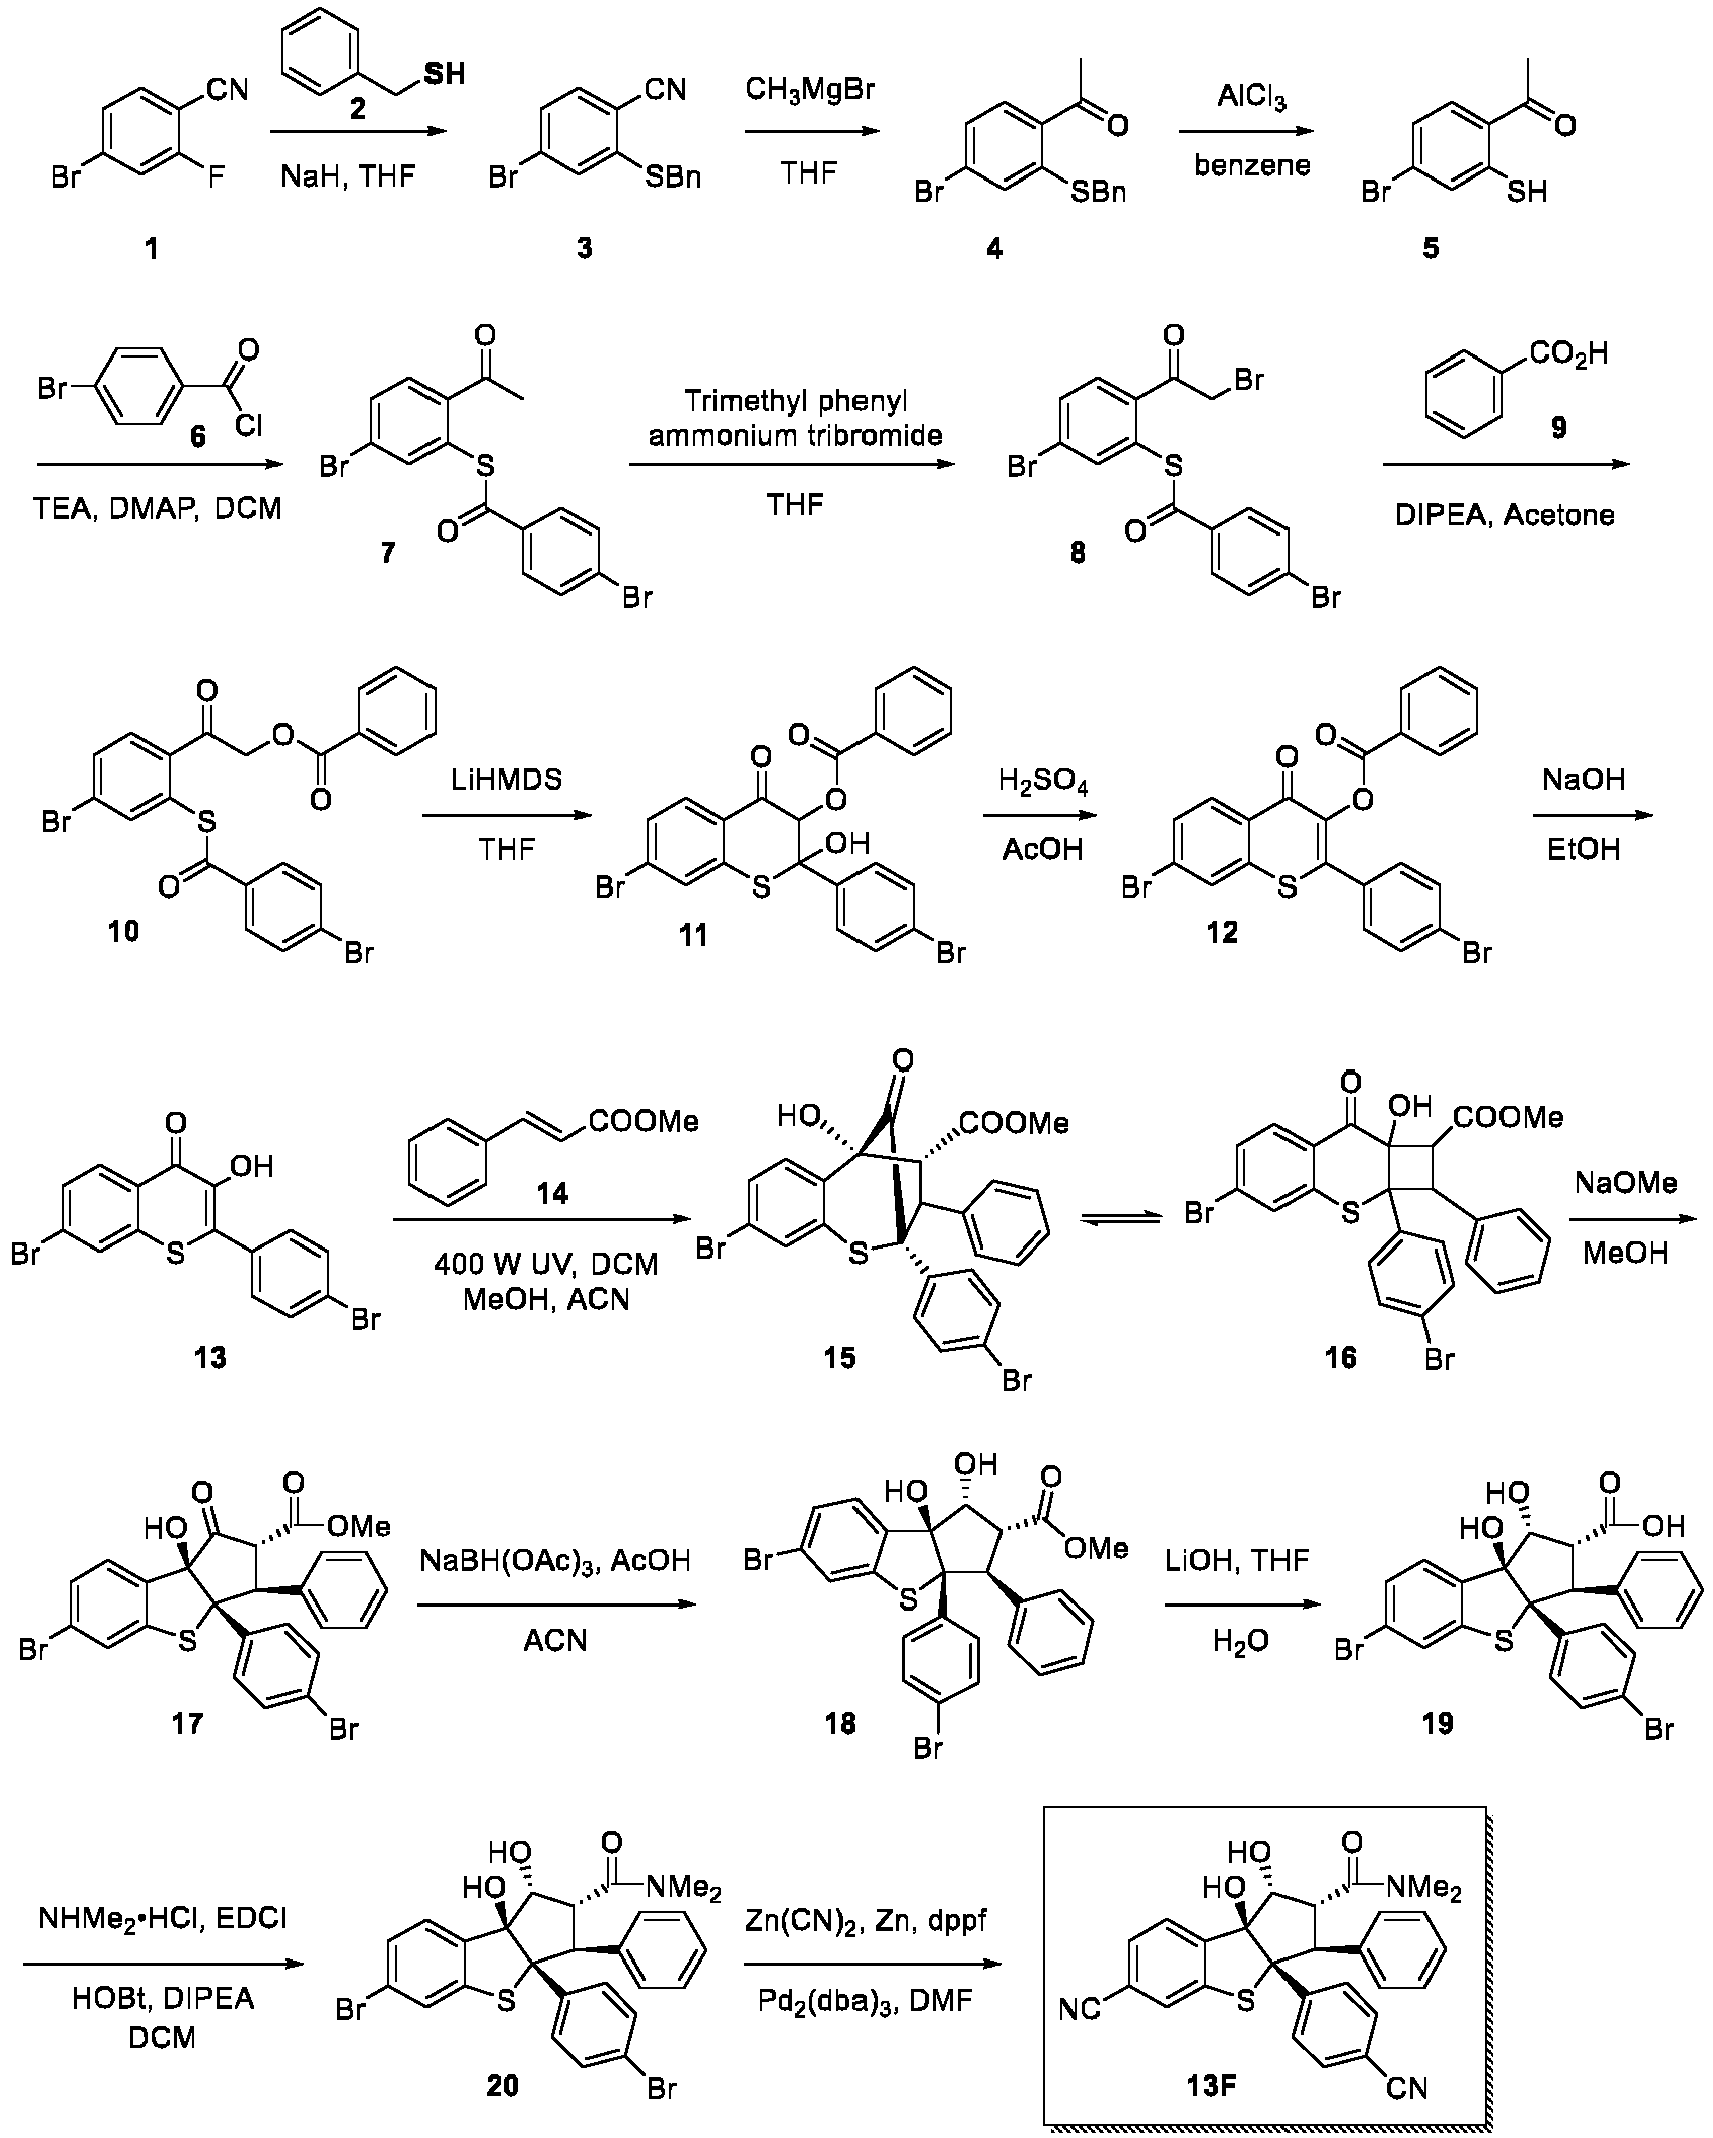 SH
CN
CN
2
Br
F
NaH, THF
Br
SBn
CH₃MgBr
THF
O
Br
SBn
AlCl₃
benzene
O
Br
SH
1
3
4
5
Br
O
Cl
6
TEA, DMAP, DCM
O
Br
S
O
Br
7
Trimethyl phenyl
ammonium tribromide
THF
O
Br
Br
S
O
Br
8
CO₂H
9
DIPEA, Acetone
O
O
O
Br
S
O
Br
10
LiHMDS
THF
O
O
O
OH
Br
S
Br
11
H₂SO₄
AcOH
O
O
O
Br
S
Br
12
NaOH
EtOH
O
OH
Br
S
Br
13
COOMe
14
400 W UV, DCM
MeOH, ACN
O
HO
COOMe
Br
S
Br
15
O
OH
COOMe
Br
S
Br
16
NaOMe
MeOH
O
O
HO
OMe
Br
S
Br
17
NaBH(OAc)₃, AcOH
ACN
OH
HO
O
OMe
Br
S
Br
18
LiOH, THF
H₂O
HO
O
HO
OH
Br
S
Br
19
NHMe₂•HCl, EDCI
HOBt, DIPEA
DCM
HO
O
HO
NMe₂
Br
S
Br
20
Zn(CN)₂, Zn, dppf
Pd₂(dba)₃, DMF
HO
O
HO
NMe₂
NC
S
CN
13F